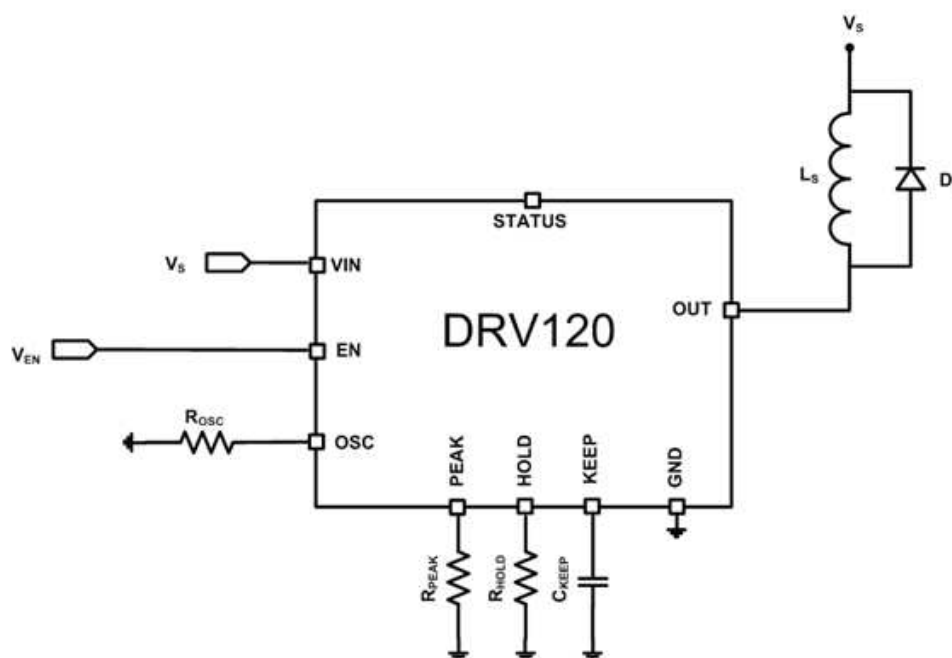 Vs
Ls
D
STATUS
Vs
VIN
OUT
DRV120
VEN
EN
ROSC
OSC
PEAK
HOLD
KEEP
GND
RPEAK
RHOLD
CKEEP